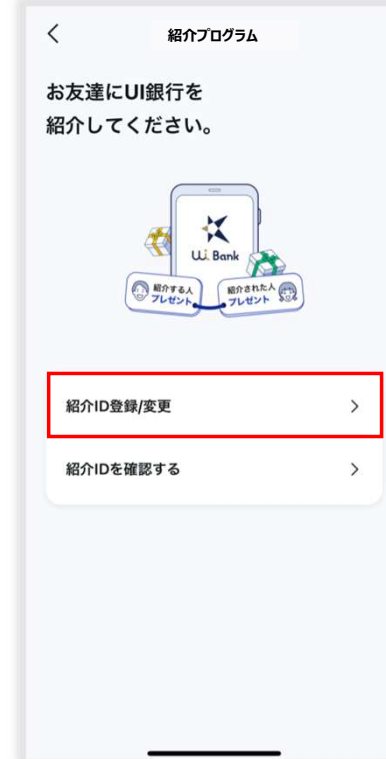 紹介プログラム
お友達にUI銀行を
紹介してください。
UI Bank
紹介する人
プレゼント
紹介された人
プレゼント
紹介ID登録/変更
紹介IDを確認する